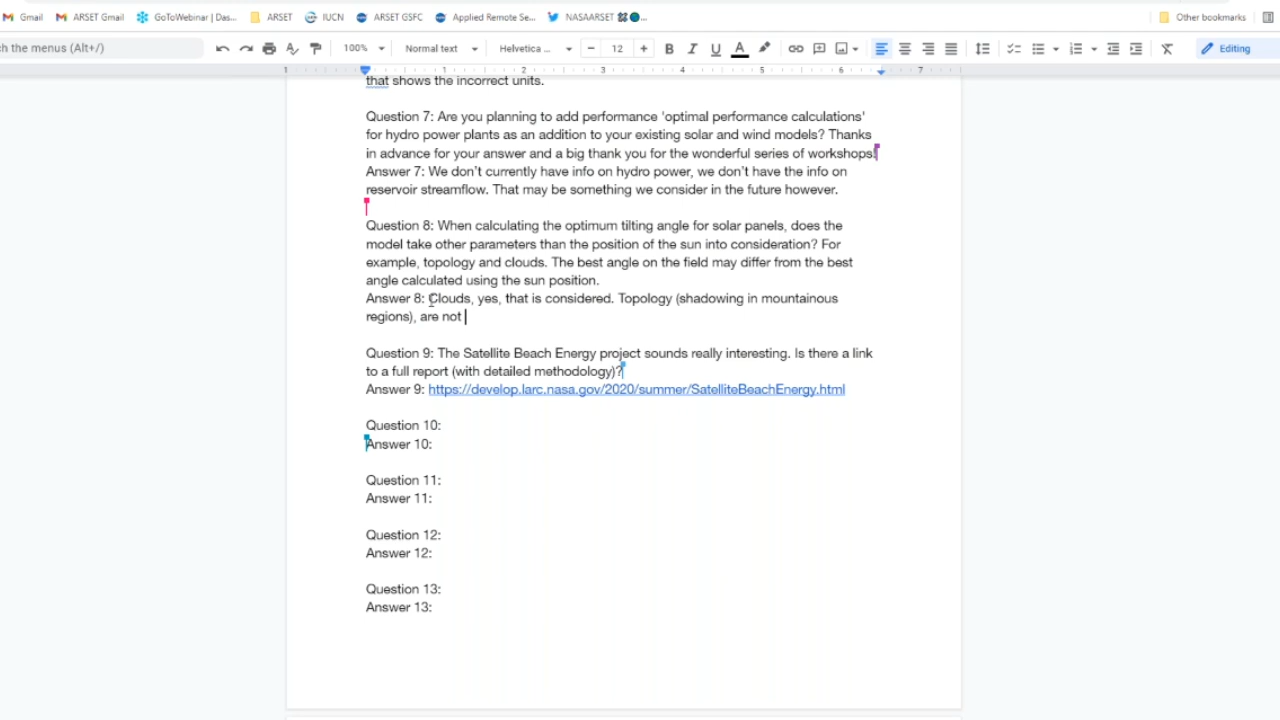 Gmail ARSET Gmail GoToWebinar | Das... ARSET IUCN ARSET GSFC Applied Remote Se... NASAARSET Other bookmarks
ch the menus (Alt+/) 100% Normal text Helvetica ... 12 Editing
1 1 2 3 4 5 6 7
that shows the incorrect units.
Question 7: Are you planning to add performance 'optimal performance calculations'
for hydro power plants as an addition to your existing solar and wind models? Thanks
in advance for your answer and a big thank you for the wonderful series of workshops!
Answer 7: We don't currently have info on hydro power, we don't have the info on
reservoir streamflow. That may be something we consider in the future however.
Question 8: When calculating the optimum tilting angle for solar panels, does the
model take other parameters than the position of the sun into consideration? For
example, topology and clouds. The best angle on the field may differ from the best
angle calculated using the sun position.
Answer 8: Clouds, yes, that is considered. Topology (shadowing in mountainous
regions), are not
Question 9: The Satellite Beach Energy project sounds really interesting. Is there a link
to a full report (with detailed methodology)?
Answer 9: https://develop.larc.nasa.gov/2020/summer/SatelliteBeachEnergy.html
Question 10:
Answer 10:
Question 11:
Answer 11:
Question 12:
Answer 12:
Question 13:
Answer 13: